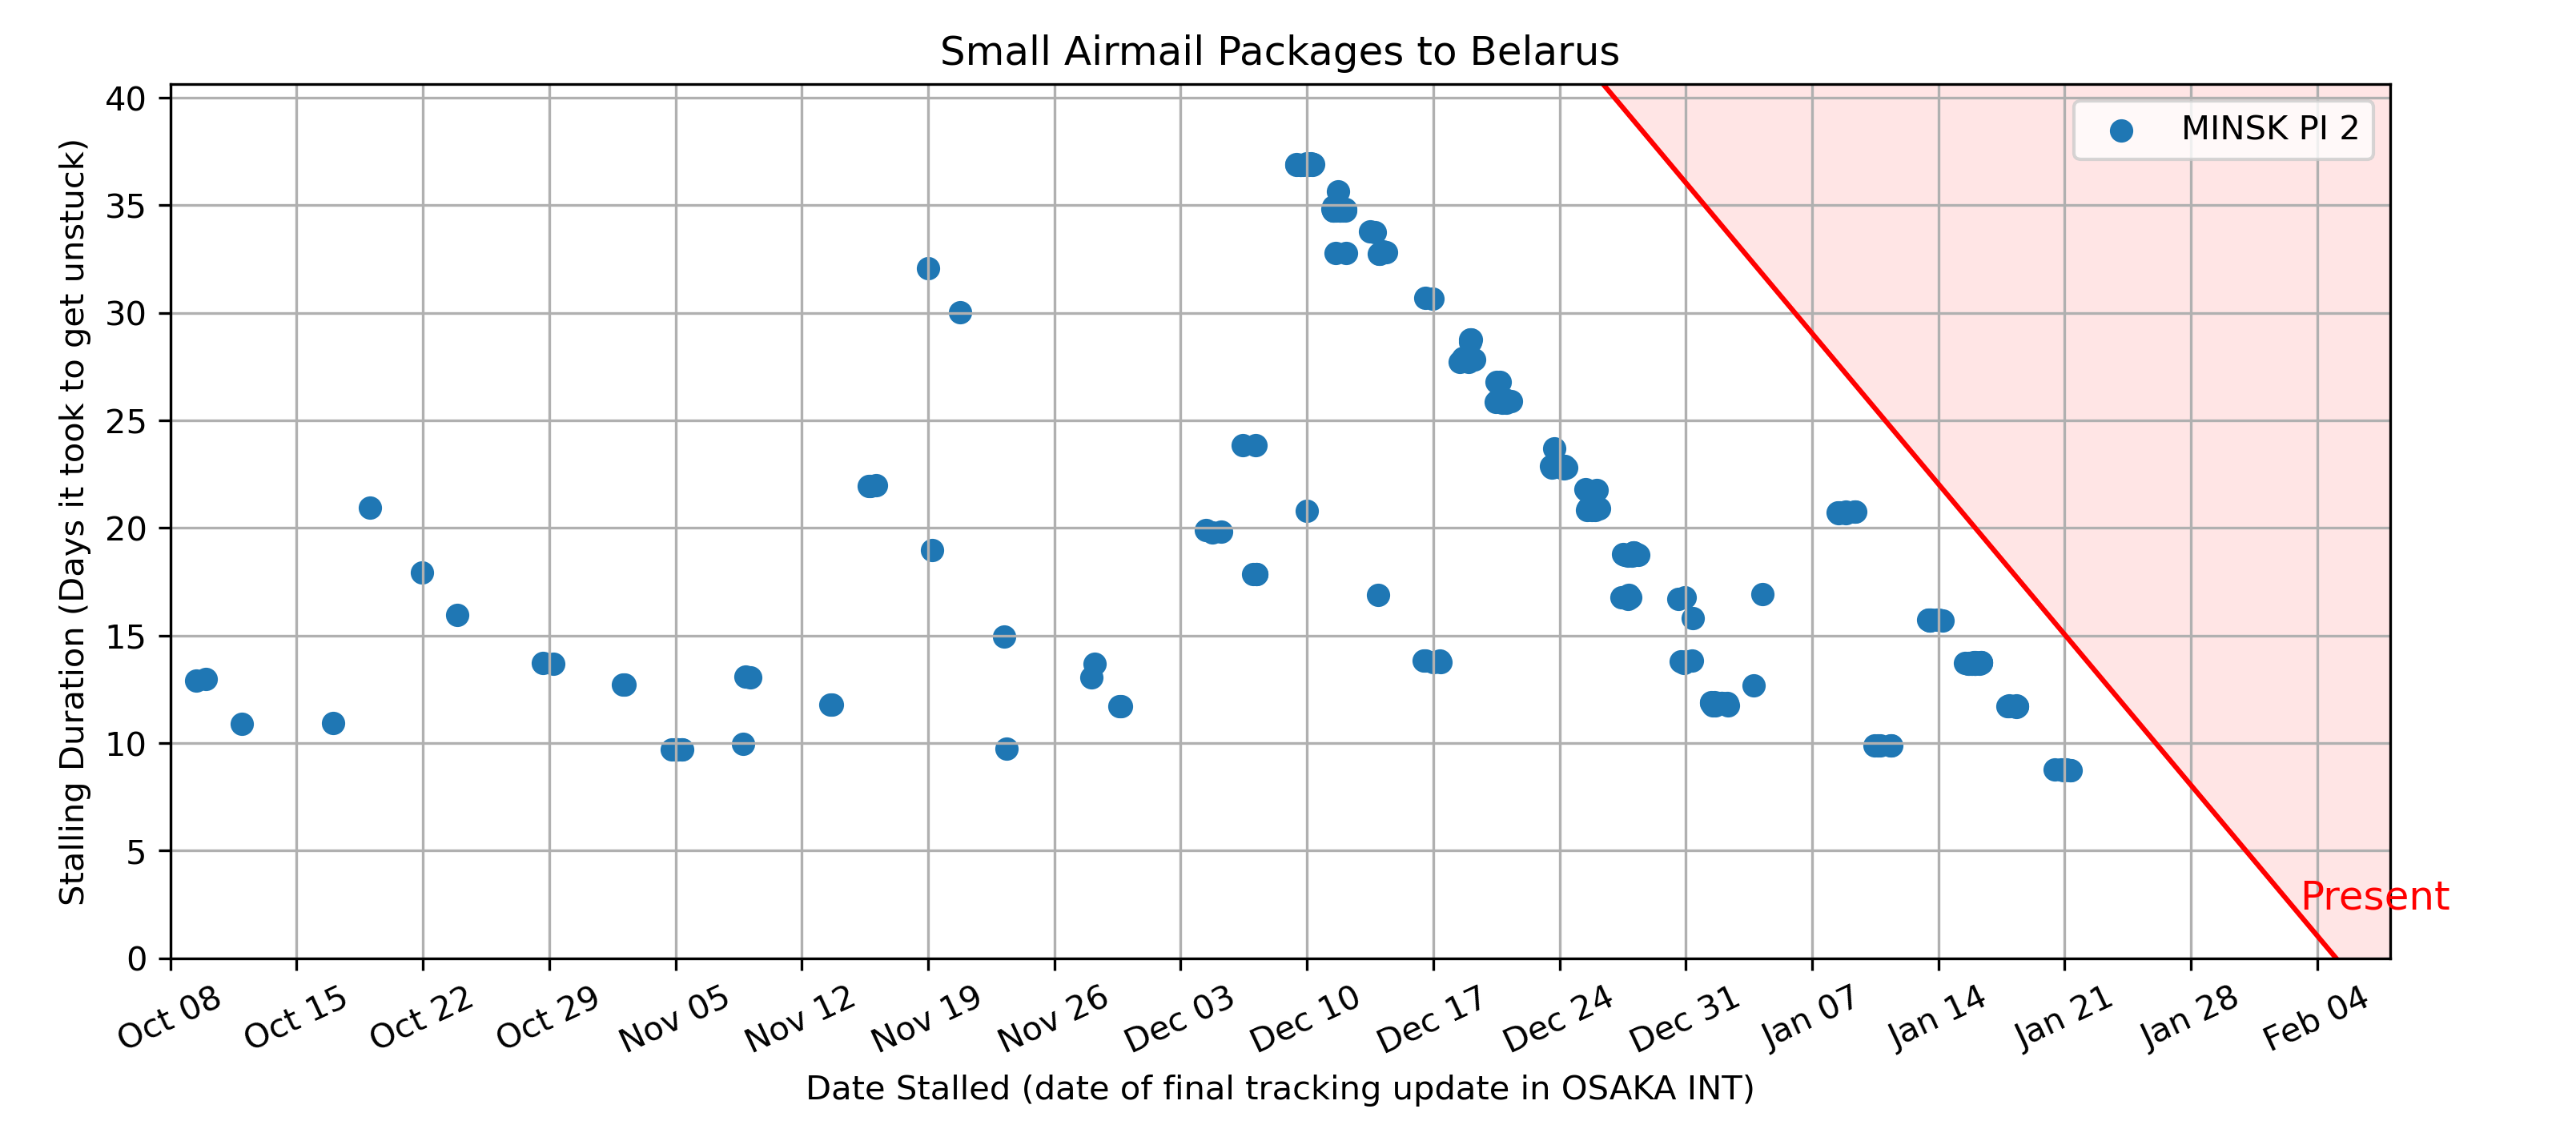 Small Airmail Packages to Belarus
MINSK PI 2
Stalling Duration (Days it took to get unstuck)
40
35
30
25
20
15
10
5
0
Present
Oct 08
Oct 15
Oct 22
Oct 29
Nov 05
Nov 12
Nov 19
Nov 26
Dec 03
Dec 10
Dec 17
Dec 24
Dec 31
Jan 07
Jan 14
Jan 21
Jan 28
Feb 04
Date Stalled (date of final tracking update in OSAKA INT)